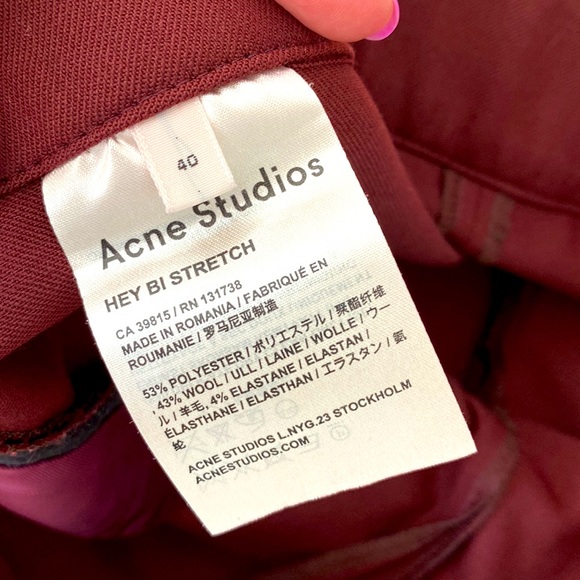 40
Acne Studios
HEY BI STRETCH
CA 39815 / RN 131738
MADE IN ROMANIA / FABRIQUÉ EN
ROUMANIE / 罗马尼亚制造
53% POLYESTER / ポリエステル / 聚酯纤维
, 43% WOOL / ULL / LAINE / WOLLE / ウー
ル / 羊毛, 4% ELASTANE / ELASTAN /
ÉLASTHANE / ELASTHAN / エラスタン / 氨
纶
ACNE STUDIOS L.NYG.23 STOCKHOLM
ACNESTUDIOS.COM